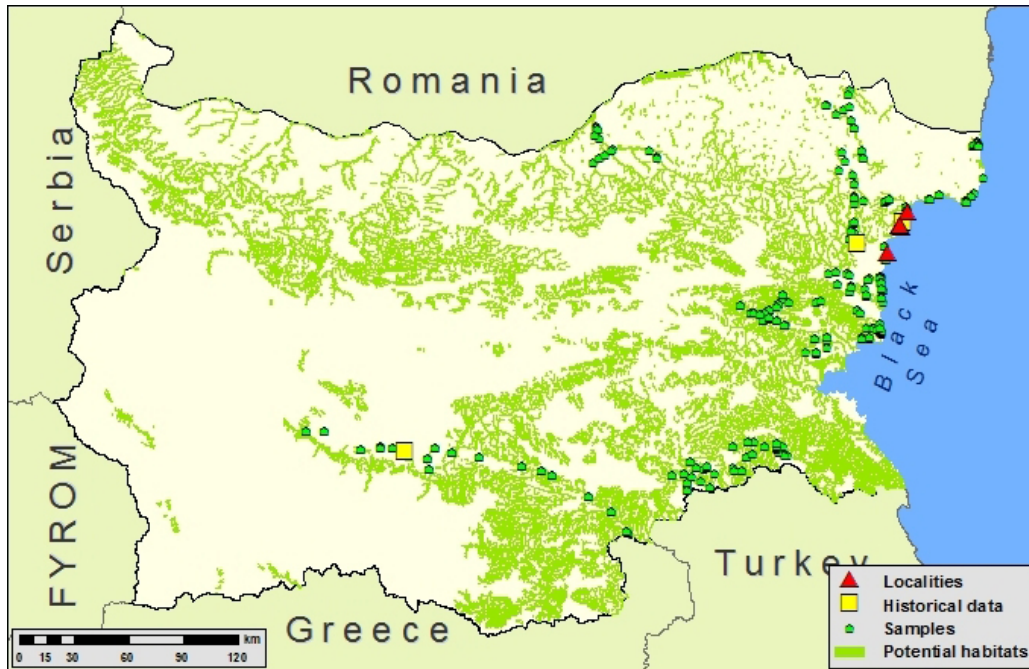 Romania
Serbia
Black
Sea
FYROM
Turkey
Greece
Localities
Historical data
Samples
Potential habitats
km
0 15 30 60 90 120